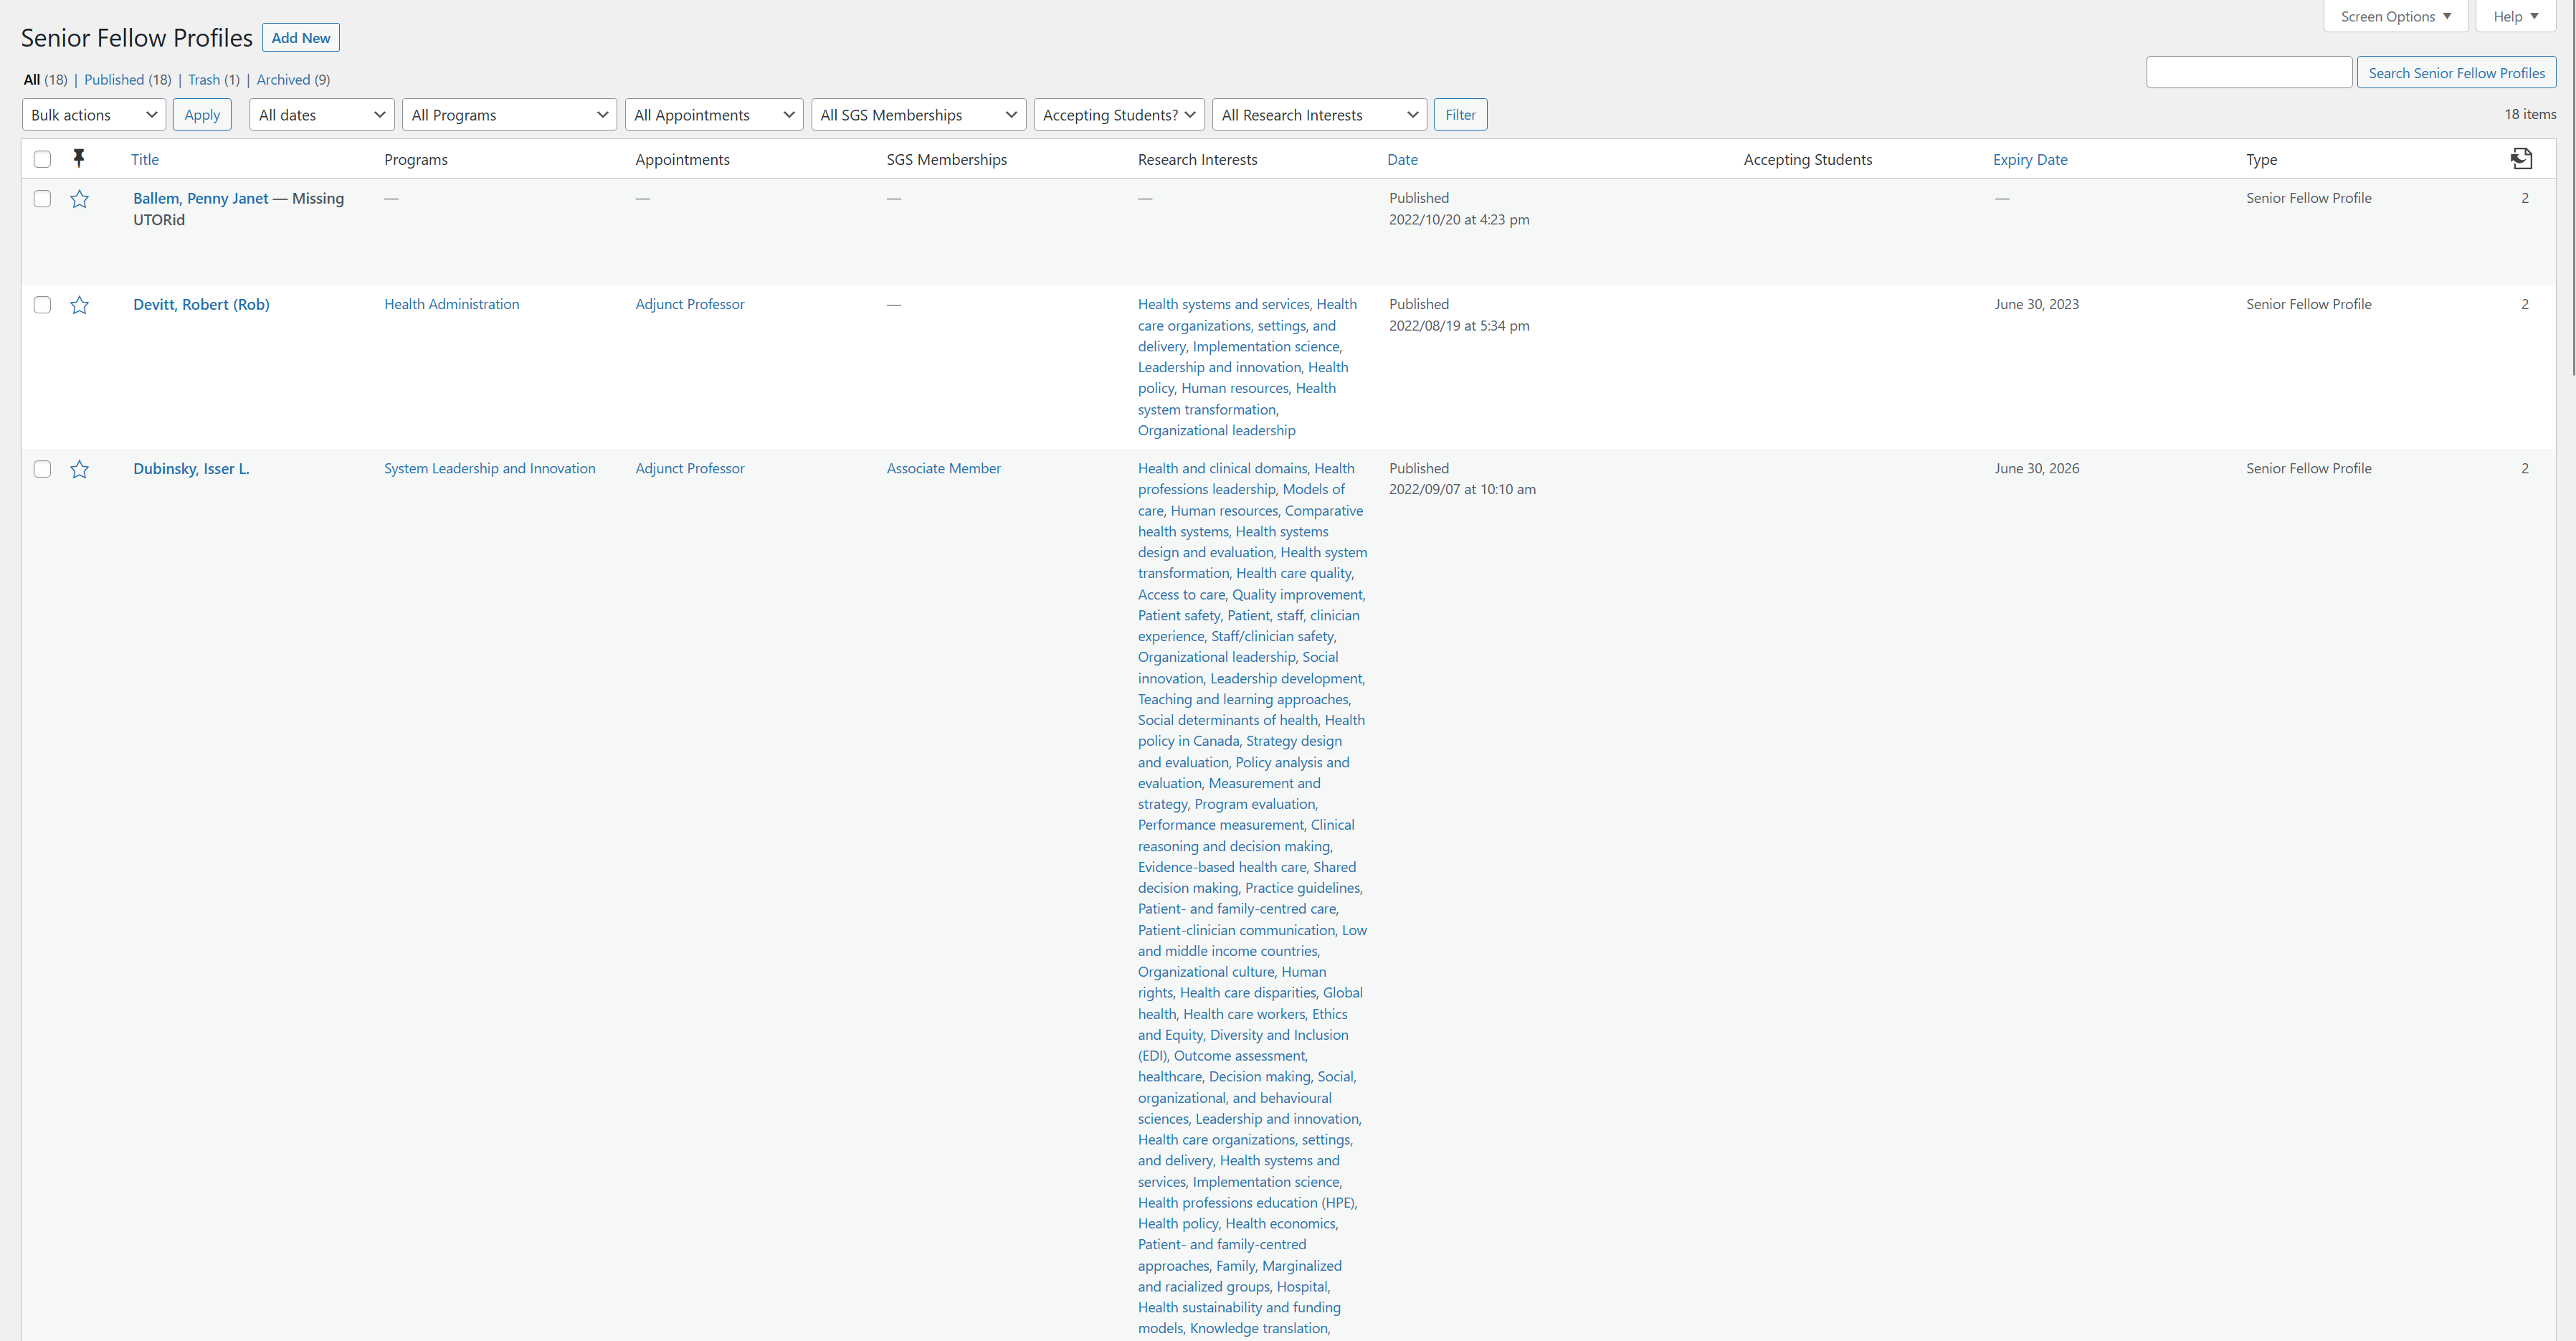 Screen Options ▼
Help ▼
Senior Fellow Profiles
Add New
All (18) | Published (18) | Trash (1) | Archived (9)
Search Senior Fellow Profiles
Bulk actions
Apply
All dates
All Programs
All Appointments
All SGS Memberships
Accepting Students?
All Research Interests
Filter
18 items
Title
Programs
Appointments
SGS Memberships
Research Interests
Date
Accepting Students
Expiry Date
Type
Ballem, Penny Janet — Missing
UTORid
—
—
—
—
Published
2022/10/20 at 4:23 pm
—
Senior Fellow Profile
2
Devitt, Robert (Rob)
Health Administration
Adjunct Professor
—
Health systems and services, Health
care organizations, settings, and
delivery, Implementation science,
Leadership and innovation, Health
policy, Human resources, Health
system transformation,
Organizational leadership
Published
2022/08/19 at 5:34 pm
June 30, 2023
Senior Fellow Profile
2
Dubinsky, Isser L.
System Leadership and Innovation
Adjunct Professor
Associate Member
Health and clinical domains, Health
professions leadership, Models of
care, Human resources, Comparative
health systems, Health systems
design and evaluation, Health system
transformation, Health care quality,
Access to care, Quality improvement,
Patient safety, Patient, staff, clinician
experience, Staff/clinician safety,
Organizational leadership, Social
innovation, Leadership development,
Teaching and learning approaches,
Social determinants of health, Health
policy in Canada, Strategy design
and evaluation, Policy analysis and
evaluation, Measurement and
strategy, Program evaluation,
Performance measurement, Clinical
reasoning and decision making,
Evidence-based health care, Shared
decision making, Practice guidelines,
Patient- and family-centred care,
Patient-clinician communication, Low
and middle income countries,
Organizational culture, Human
rights, Health care disparities, Global
health, Health care workers, Ethics
and Equity, Diversity and Inclusion
(EDI), Outcome assessment,
healthcare, Decision making, Social,
organizational, and behavioural
sciences, Leadership and innovation,
Health care organizations, settings,
and delivery, Health systems and
services, Implementation science,
Health professions education (HPE),
Health policy, Health economics,
Patient- and family-centred
approaches, Family, Marginalized
and racialized groups, Hospital,
Health sustainability and funding
models, Knowledge translation,
Published
2022/09/07 at 10:10 am
June 30, 2026
Senior Fellow Profile
2